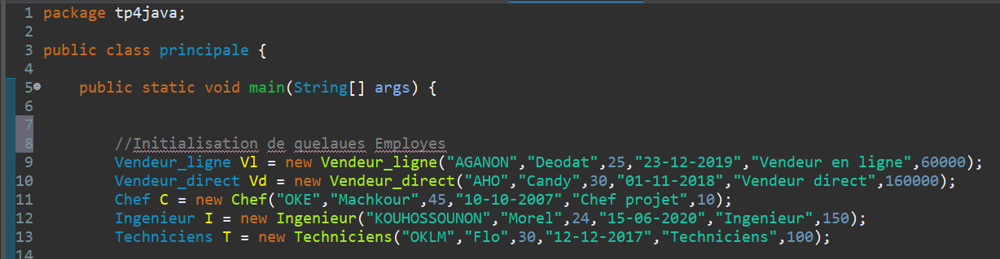 1 package tp4java;
2
3 public class principale {
4
5 public static void main(String[] args) {
6
7
8 //Initialisation de quelaues Employes
9 Vendeur_ligne Vl = new Vendeur_ligne("AGANON","Deodat",25,"23-12-2019","Vendeur en ligne",60000);
10 Vendeur_direct Vd = new Vendeur_direct("AHO","Candy",30,"01-11-2018","Vendeur direct",160000);
11 Chef C = new Chef("OKE","Machkour",45,"10-10-2007","Chef projet",10);
12 Ingenieur I = new Ingenieur("KOUHOSSOUNON","Morel",24,"15-06-2020","Ingenieur",150);
13 Techniciens T = new Techniciens("OKLM","Flo",30,"12-12-2017","Techniciens",100);
14